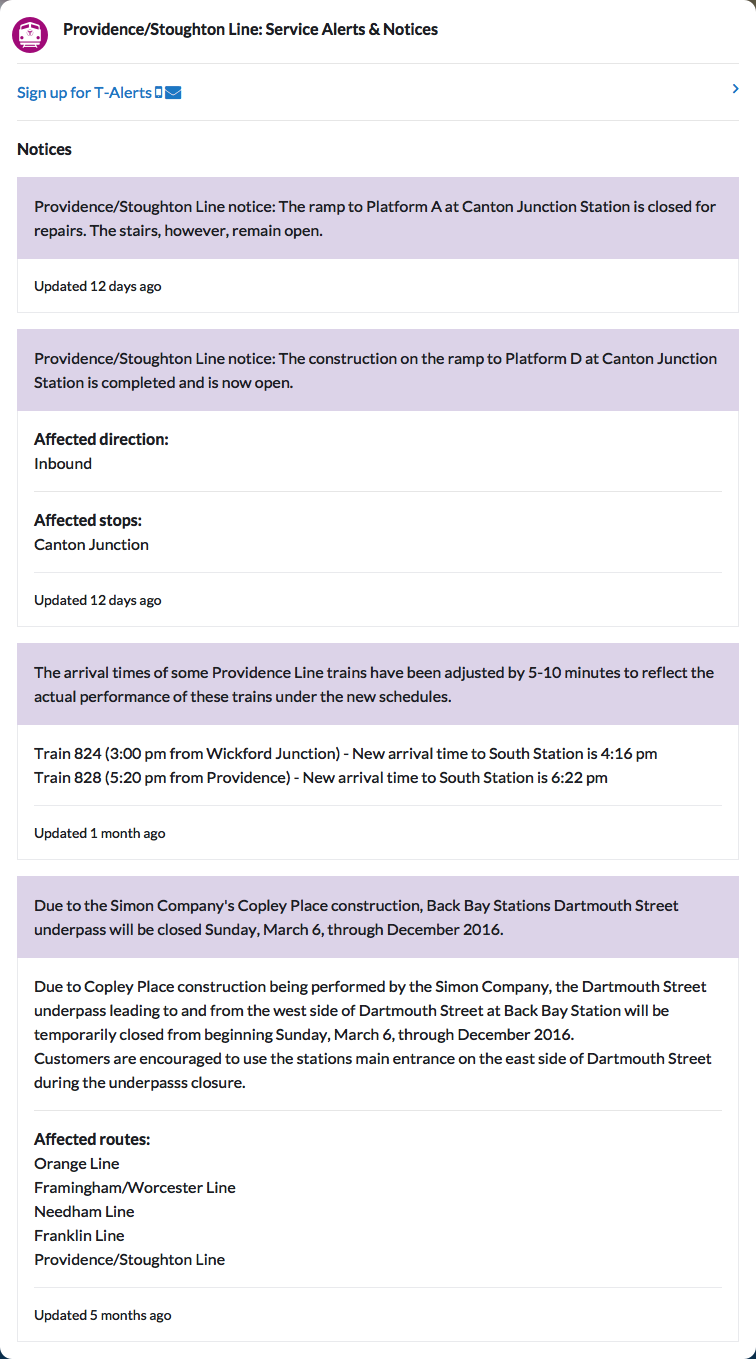 Providence/Stoughton Line: Service Alerts & Notices
Sign up for T-Alerts
Notices
Providence/Stoughton Line notice: The ramp to Platform A at Canton Junction Station is closed for
repairs. The stairs, however, remain open.
Updated 12 days ago
Providence/Stoughton Line notice: The construction on the ramp to Platform D at Canton Junction
Station is completed and is now open.
Affected direction:
Inbound
Affected stops:
Canton Junction
Updated 12 days ago
The arrival times of some Providence Line trains have been adjusted by 5-10 minutes to reflect the
actual performance of these trains under the new schedules.
Train 824 (3:00 pm from Wickford Junction) - New arrival time to South Station is 4:16 pm
Train 828 (5:20 pm from Providence) - New arrival time to South Station is 6:22 pm
Updated 1 month ago
Due to the Simon Company's Copley Place construction, Back Bay Stations Dartmouth Street
underpass will be closed Sunday, March 6, through December 2016.
Due to Copley Place construction being performed by the Simon Company, the Dartmouth Street
underpass leading to and from the west side of Dartmouth Street at Back Bay Station will be
temporarily closed from beginning Sunday, March 6, through December 2016.
Customers are encouraged to use the stations main entrance on the east side of Dartmouth Street
during the underpasss closure.
Affected routes:
Orange Line
Framingham/Worcester Line
Needham Line
Franklin Line
Providence/Stoughton Line
Updated 5 months ago